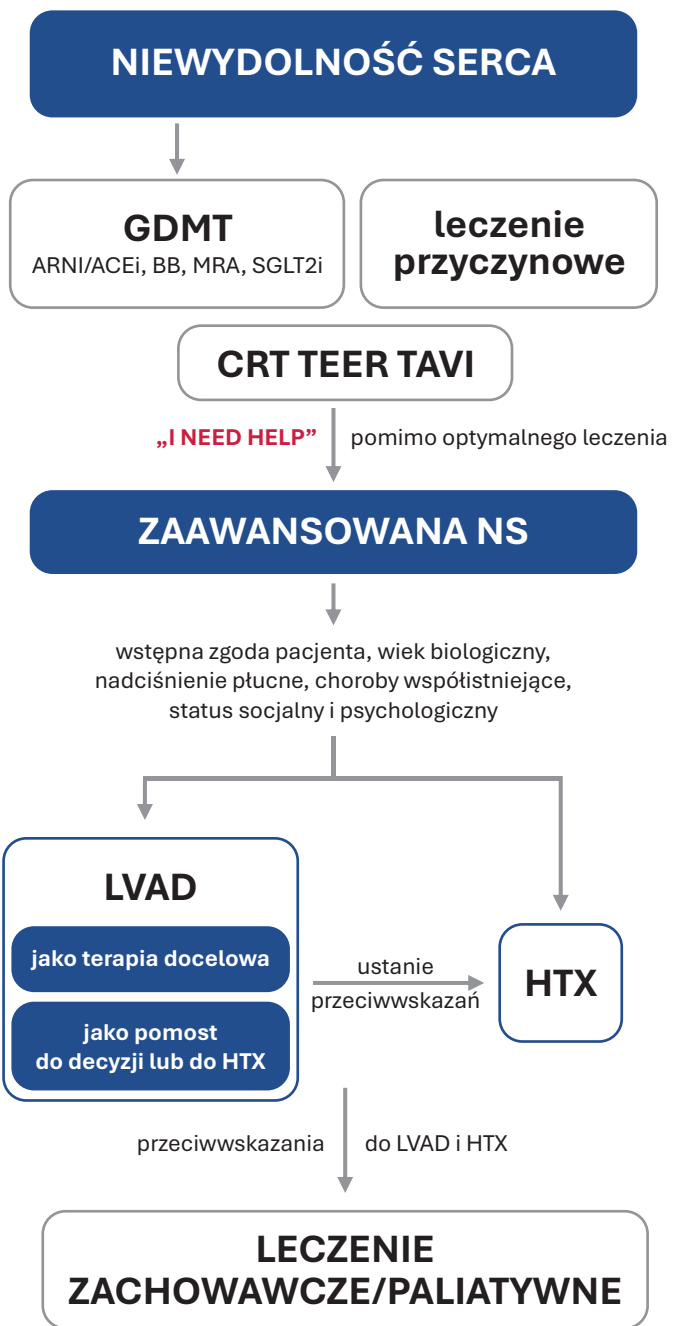 NIEWYDOLNOŚĆ SERCA
GDMT
ARNI/ACEi, BB, MRA, SGLT2i
leczenie
przyczynowe
CRT TEER TAVI
„I NEED HELP” pomimo optymalnego leczenia
ZAAWANSOWANA NS
wstępna zgoda pacjenta, wiek biologiczny,
nadciśnienie płucne, choroby współistniejące,
status socjalny i psychologiczny
LVAD
jako terapia docelowa
jako pomost
do decyzji lub do HTX
ustanie
przeciwwskazań
HTX
przeciwwskazania do LVAD i HTX
LECZENIE
ZACHOWAWCZE/PALIATYWNE